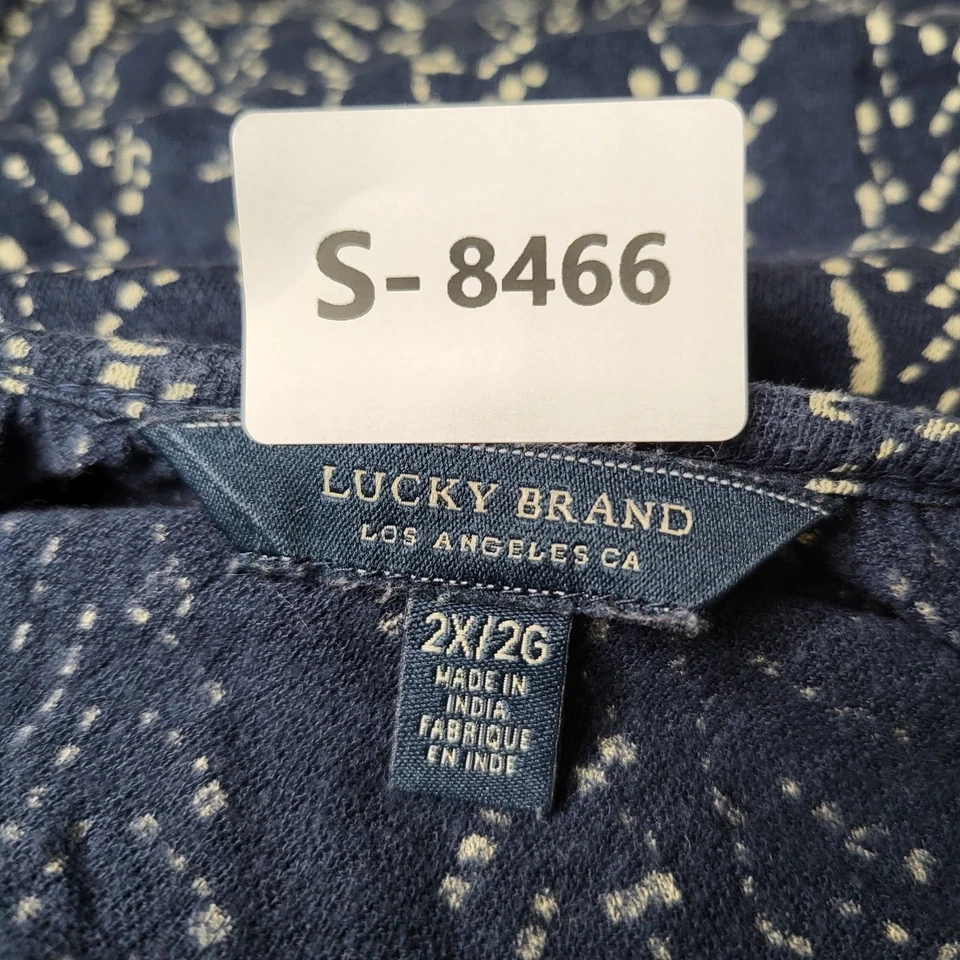 S-8466
LUCKY BRAND
LOS ANGELES CA
2X/2G
MADE IN
INDIA
FABRIQUE
EN INDE